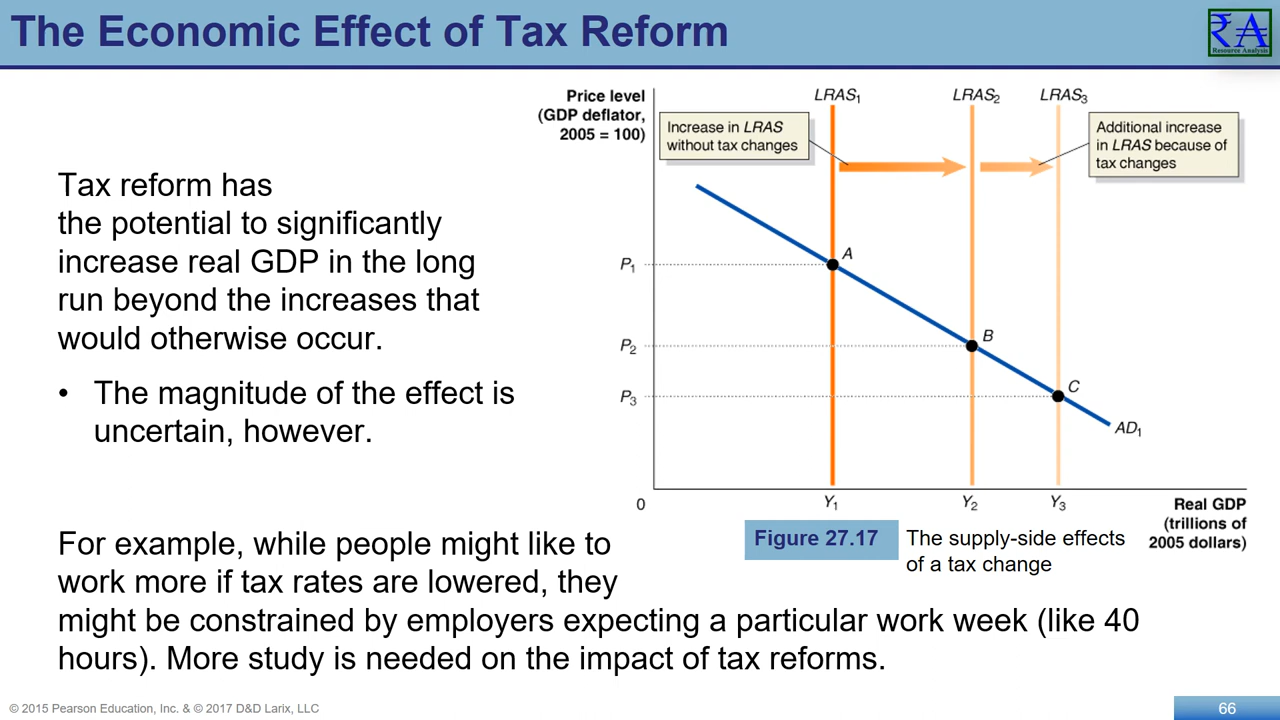 The Economic Effect of Tax Reform
₹A
Resource Analysis
Tax reform has
the potential to significantly
increase real GDP in the long
run beyond the increases that
would otherwise occur.
• The magnitude of the effect is
uncertain, however.
For example, while people might like to
work more if tax rates are lowered, they
might be constrained by employers expecting a particular work week (like 40
hours). More study is needed on the impact of tax reforms.
Price level
(GDP deflator,
2005 = 100)
LRAS₁
LRAS₂
LRAS₃
Increase in LRAS
without tax changes
Additional increase
in LRAS because of
tax changes
P₁
A
P₂
B
P₃
C
AD₁
0
Y₁
Y₂
Y₃
Real GDP
(trillions of
2005 dollars)
Figure 27.17
The supply-side effects
of a tax change
© 2015 Pearson Education, Inc. & © 2017 D&D Larix, LLC
66